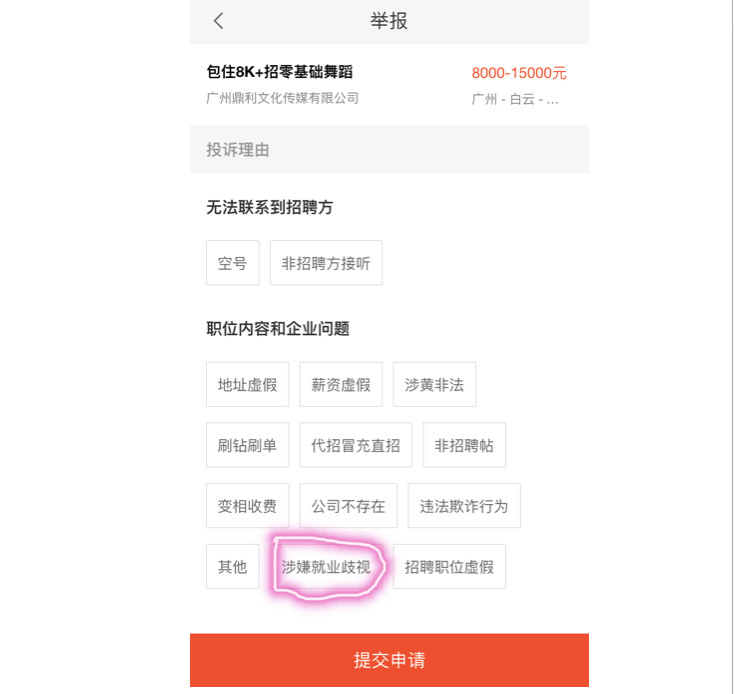 举报
包住8K+招零基础舞蹈
8000-15000元
广州鼎利文化传媒有限公司
广州 - 白云 - ...
投诉理由
无法联系到招聘方
空号 非招聘方接听
职位内容和企业问题
地址虚假 薪资虚假 涉黄非法
刷钻刷单 代招冒充直招 非招聘帖
变相收费 公司不存在 违法欺诈行为
其他 涉嫌就业歧视 招聘职位虚假
提交申请